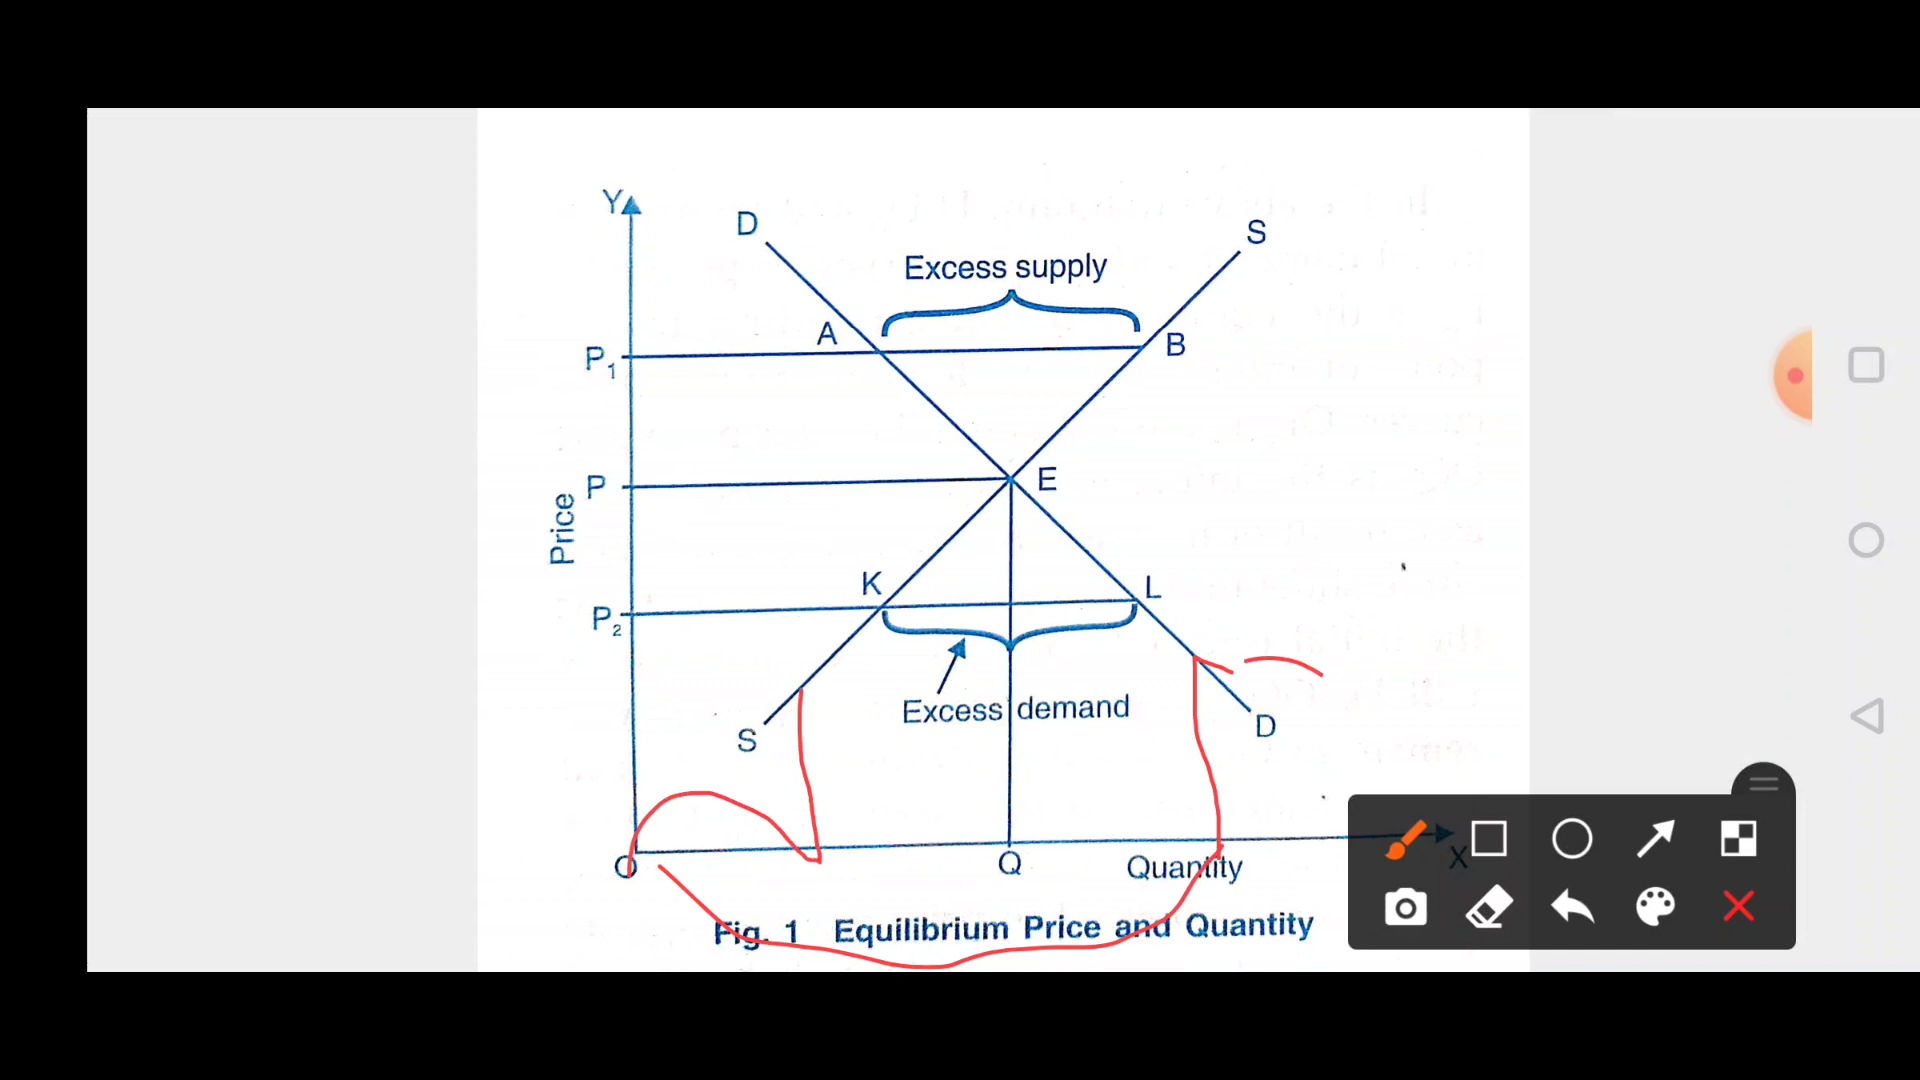 Y
D
S
Excess supply
A
B
P1
P
E
Price
K
L
P2
Excess demand
S
D
O
Q
Quantity
X
Fig. 1 Equilibrium Price and Quantity